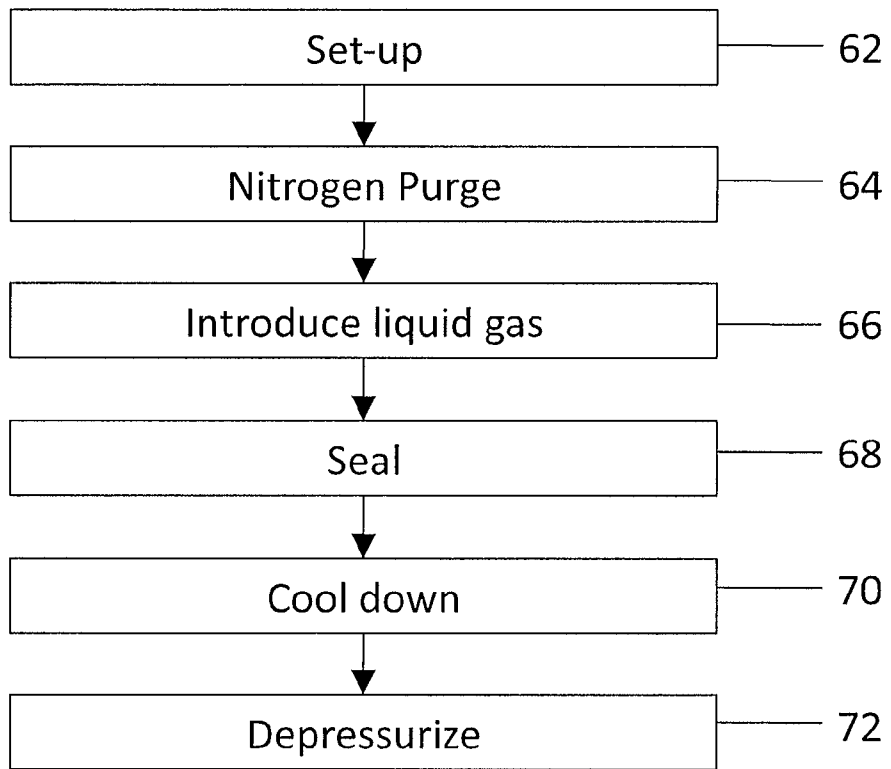 Set-up 62
Nitrogen Purge 64
Introduce liquid gas 66
Seal 68
Cool down 70
Depressurize 72